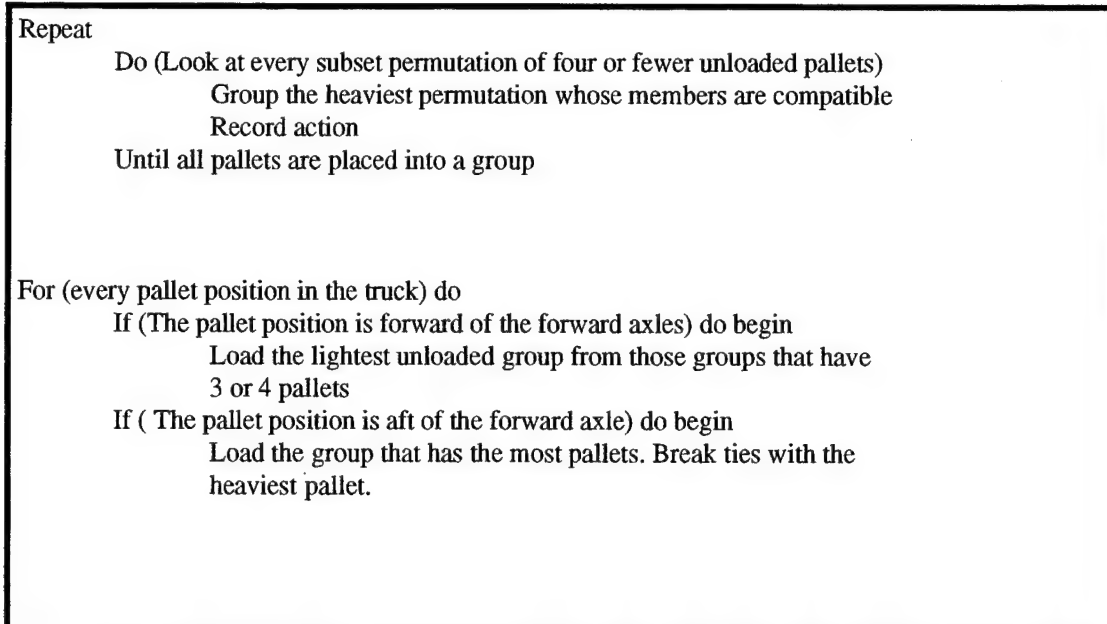 Repeat
Do (Look at every subset permutation of four or fewer unloaded pallets)
Group the heaviest permutation whose members are compatible
Record action
Until all pallets are placed into a group
For (every pallet position in the truck) do
If (The pallet position is forward of the forward axles) do begin
Load the lightest unloaded group from those groups that have
3 or 4 pallets
If ( The pallet position is aft of the forward axle) do begin
Load the group that has the most pallets. Break ties with the
heaviest pallet.